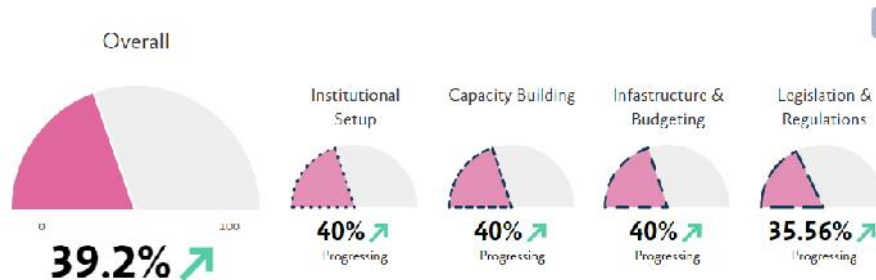 Overall
0
100
39.2%
Institutional
Setup
40%
Progressing
Capacity Building
40%
Progressing
Infastructure &
Budgeting
40%
Progressing
Legislation &
Regulations
35.56%
Progressing